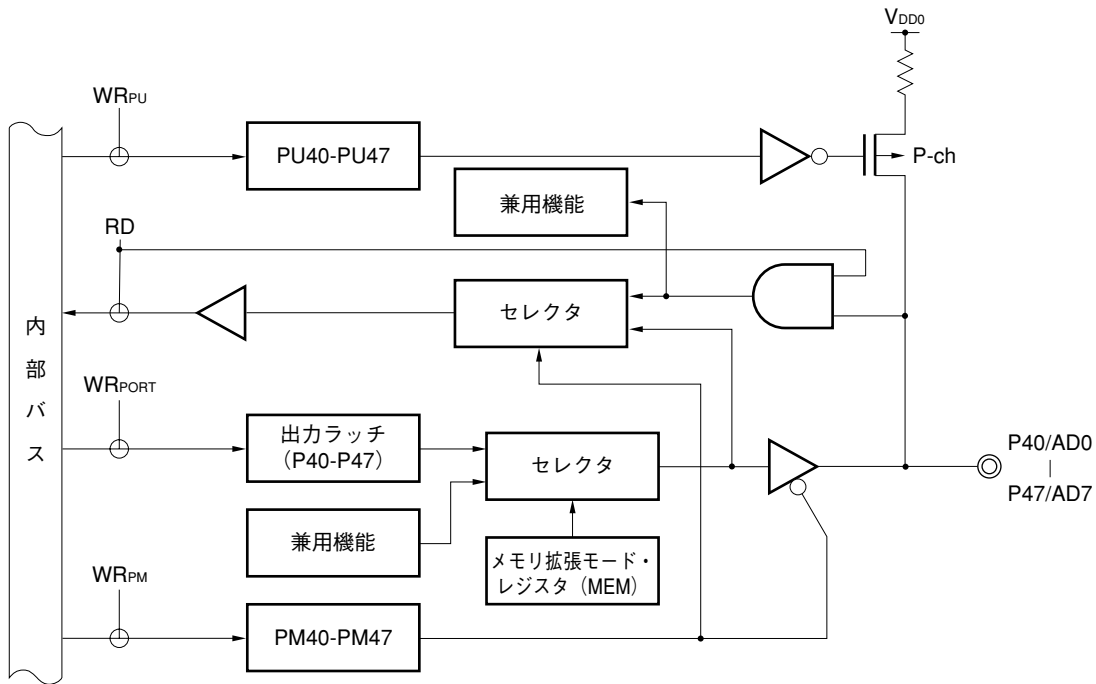 VDD0
WRPU
PU40-PU47
P-ch
兼用機能
RD
セレクタ
内部バス
WRPORT
出力ラッチ
(P40-P47)
セレクタ
P40/AD0
P47/AD7
兼用機能
メモリ拡張モード・
レジスタ(MEM)
WRPM
PM40-PM47